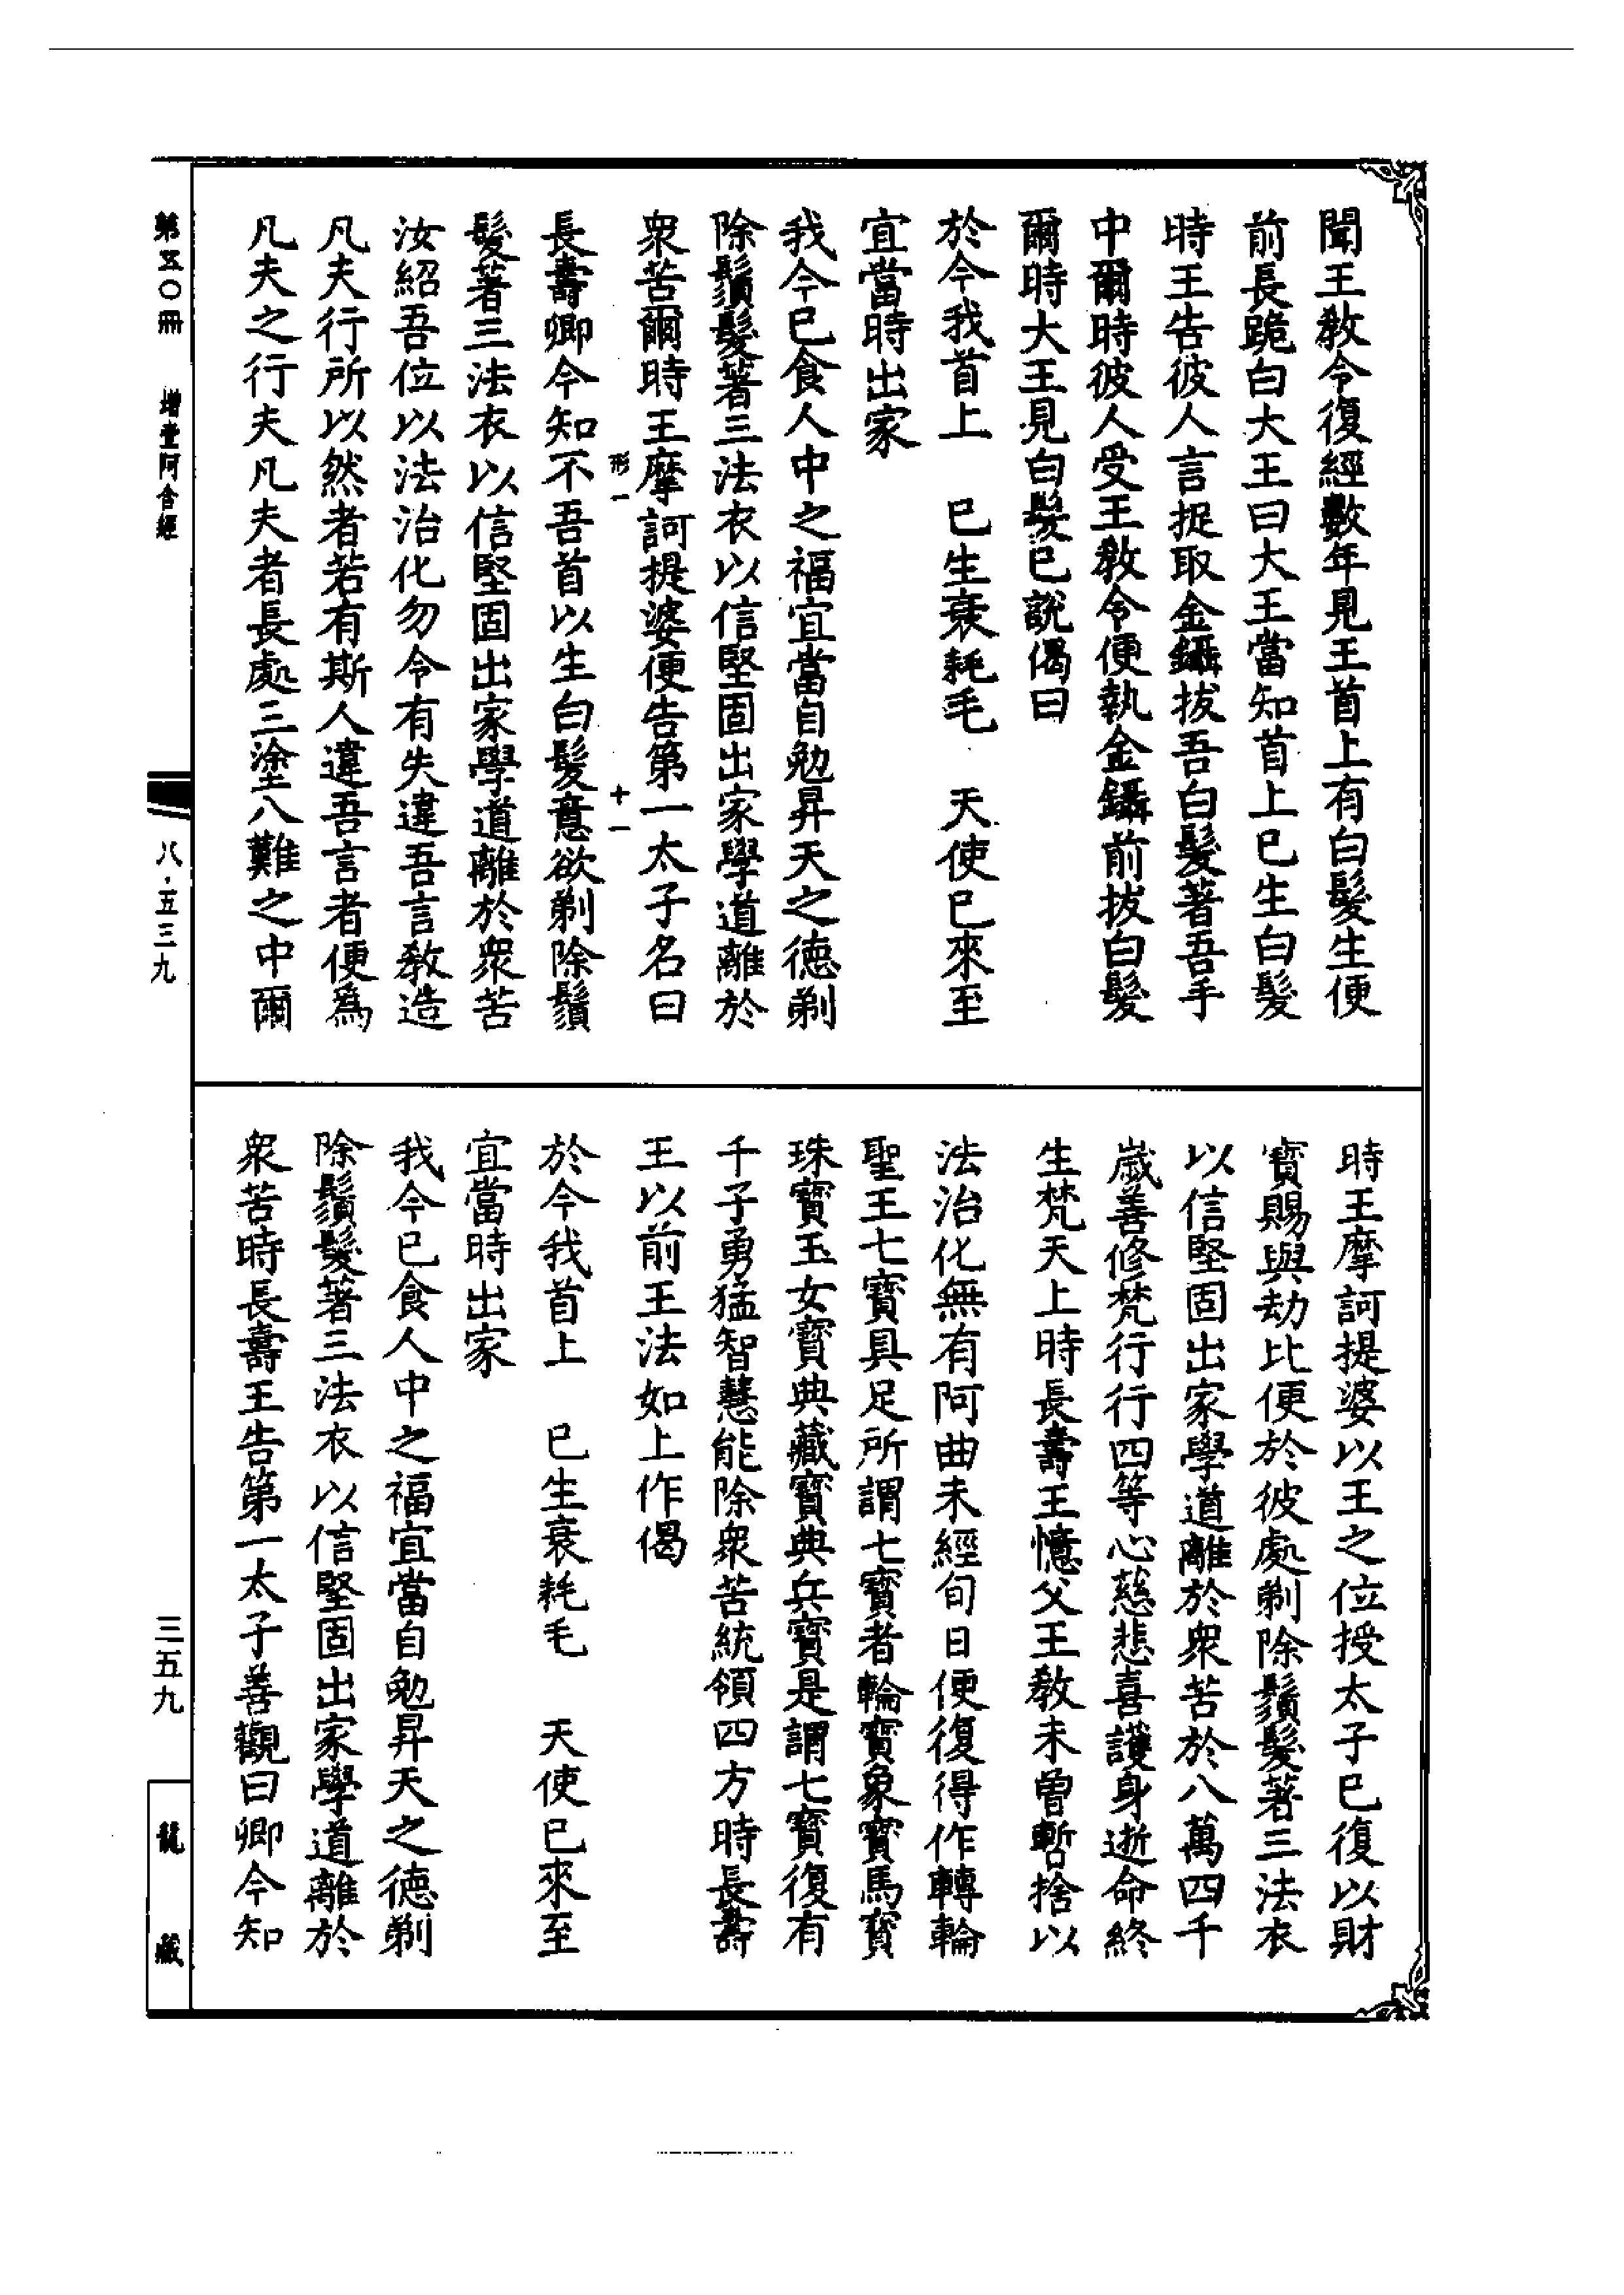 聞王敎令復經數年見王首上有白髮生便
前長跪白大王曰大王當知首上已生白髮
時王告彼人言捉取金鑷拔吾白髮著吾手
中爾時彼人受王敎令便執金鑷前拔白髮
爾時大王見白髮已說偈曰
於今我首上　已生衰耗毛　天使已來至
宜當時出家
我今已食人中之福宜當自勉昇天之德剃
除鬚髮著三法衣以信堅固出家學道離於
衆苦爾時王摩訶提婆便告第一太子名曰
形一　十一
長壽卿今知不吾首以生白髮意欲剃除鬚
髮著三法衣以信堅固出家學道離於衆苦
汝紹吾位以法治化勿令有失違吾言敎造
凡夫行所以然者若有斯人違吾言者便爲
凡夫之行夫凡夫者長處三塗八難之中爾
時王摩訶提婆以王之位授太子已復以財
寶賜與劫比便於彼處剃除鬚髮著三法衣
以信堅固出家學道離於衆苦於八萬四千
歲善修梵行行四等心慈悲喜護身逝命終
生梵天上時長壽王憶父王敎未曾暫捨以
法治化無有阿曲未經旬日便復得作轉輪
聖王七寶具足所謂七寶者輪寶象寶馬寶
珠寶玉女寶典藏寶典兵寶是謂七寶復有
千子勇猛智慧能除衆苦統領四方時長壽
王以前王法如上作偈
於今我首上　已生衰耗毛　天使已來至
宜當時出家
我今已食人中之福宜當自勉昇天之德剃
除鬚髮著三法衣以信堅固出家學道離於
衆苦時長壽王告第一太子善觀曰卿今知
第五〇冊　增壹阿含經
八·五三九
三五九
龍藏